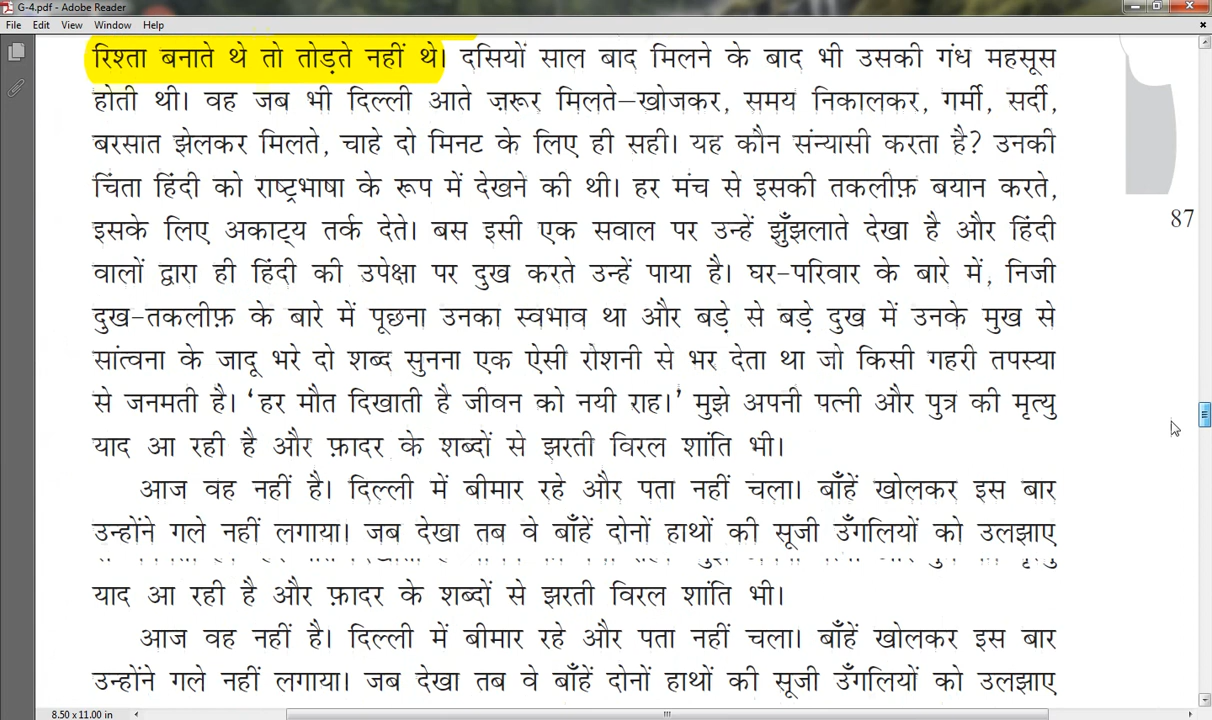 G-4.pdf - Adobe Reader
File Edit View Window Help
रिश्ता बनाते थे तो तोड़ते नहीं थे। दसियों साल बाद मिलने के बाद भी उसकी गंध महसूस
होती थी। वह जब भी दिल्ली आते ज़रूर मिलते–खोजकर, समय निकालकर, गर्मी, सर्दी,
बरसात झेलकर मिलते, चाहे दो मिनट के लिए ही सही। यह कौन संन्यासी करता है? उनकी
चिंता हिंदी को राष्ट्रभाषा के रूप में देखने की थी। हर मंच से इसकी तकलीफ़ बयान करते,
इसके लिए अकाट्य तर्क देते। बस इसी एक सवाल पर उन्हें झुँझलाते देखा है और हिंदी
87
वालों द्वारा ही हिंदी की उपेक्षा पर दुख करते उन्हें पाया है। घर-परिवार के बारे में, निजी
दुख-तकलीफ़ के बारे में पूछना उनका स्वभाव था और बड़े से बड़े दुख में उनके मुख से
सांत्वना के जादू भरे दो शब्द सुनना एक ऐसी रोशनी से भर देता था जो किसी गहरी तपस्या
से जनमती है। ‘हर मौत दिखाती है जीवन को नयी राह।’ मुझे अपनी पत्नी और पुत्र की मृत्यु
याद आ रही है और फ़ादर के शब्दों से झरती विरल शांति भी।
आज वह नहीं है। दिल्ली में बीमार रहे और पता नहीं चला। बाँहें खोलकर इस बार
उन्होंने गले नहीं लगाया। जब देखा तब वे बाँहें दोनों हाथों की सूजी उँगलियों को उलझाए
याद आ रही है और फ़ादर के शब्दों से झरती विरल शांति भी।
आज वह नहीं है। दिल्ली में बीमार रहे और पता नहीं चला। बाँहें खोलकर इस बार
उन्होंने गले नहीं लगाया। जब देखा तब वे बाँहें दोनों हाथों की सूजी उँगलियों को उलझाए
8.50 x 11.00 in